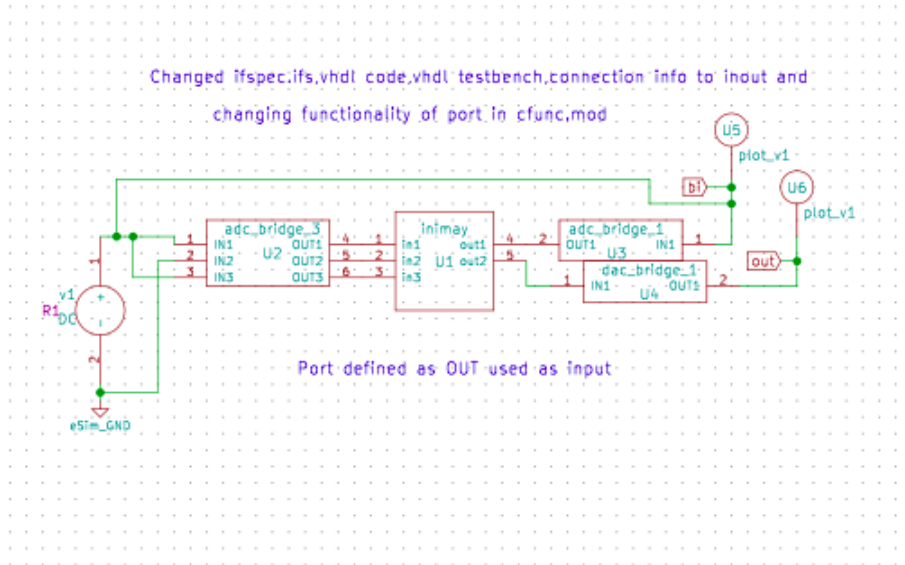 Changed ifspec.ifs,vhdl code,vhdl testbench,connection info to inout and
changing functionality of port in cfunc,mod
U5
plot_v1
bi
U6
plot_v1
adc_bridge_3
inimay
adc_bridge_1
1 IN1 OUT1 4 1 in1 out1 4 2 OUT1 IN1 1
2 IN2 U2 OUT2 5 2 in2 U1 out2 5 U3
3 IN3 OUT3 6 3 in3
out
dac_bridge_1
1 IN1 OUT1 2
U4
1
v1
R1
DC
+
2
eSim_GND
Port defined as OUT used as input